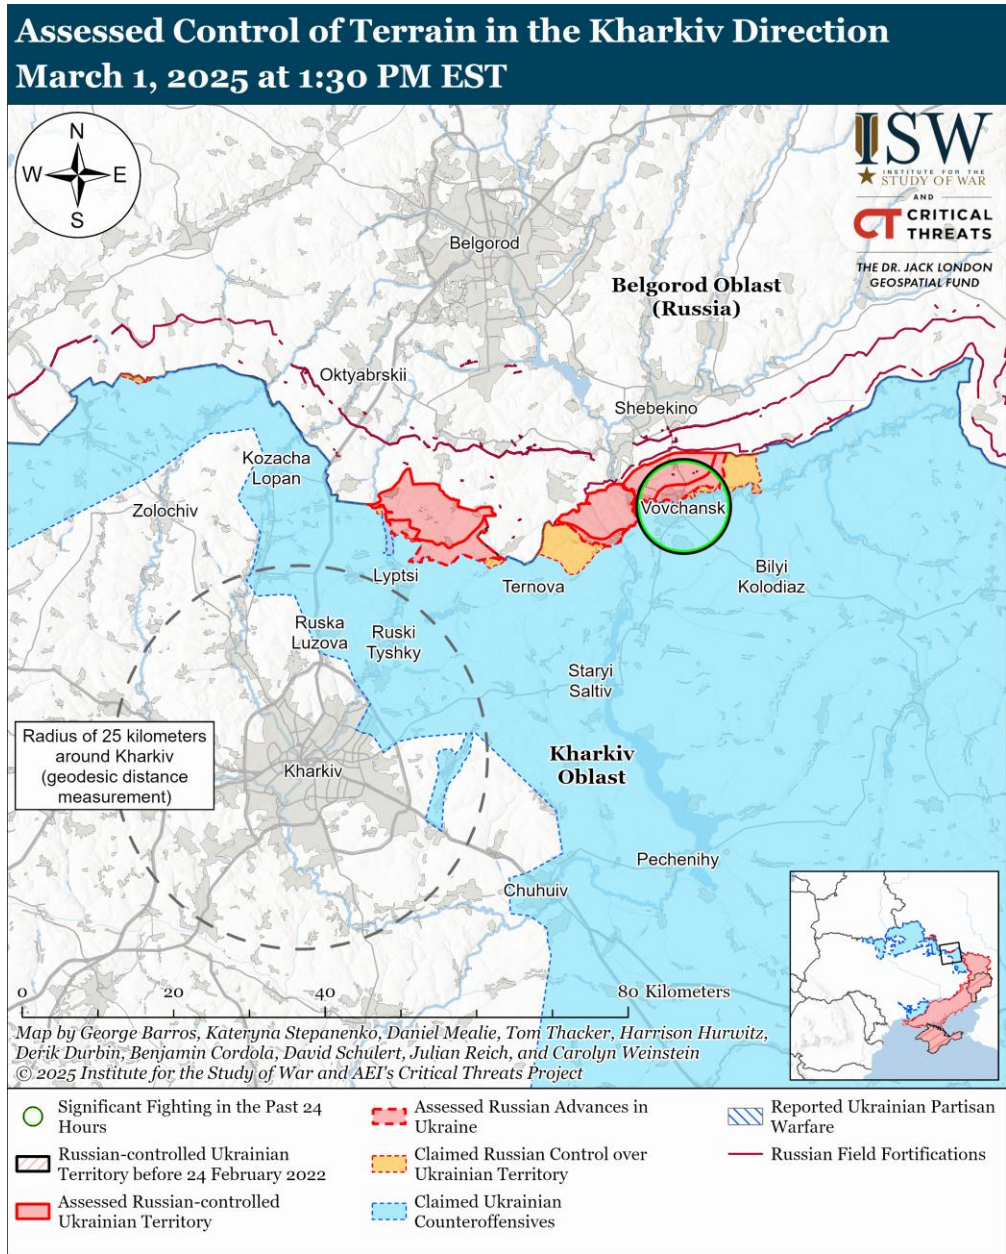 Assessed Control of Terrain in the Kharkiv Direction
March 1, 2025 at 1:30 PM EST
N
W
E
S
ISW
INSTITUTE FOR THE
STUDY OF WAR
AND
CT CRITICAL
THREATS
THE DR. JACK LONDON
GEOSPATIAL FUND
Belgorod
Belgorod Oblast
(Russia)
Oktyabrskii
Shebekino
Kozacha
Lopan
Zolochiv
Vovchansk
Lyptsi
Ternova
Bilyi
Kolodiaz
Ruska
Luzova
Ruski
Tyshky
Staryi
Saltiv
Radius of 25 kilometers
around Kharkiv
(geodesic distance
measurement)
Kharkiv
Kharkiv
Oblast
Pechenihy
Chuhuiv
0
20
40
80 Kilometers
Map by George Barros, Kateryna Stepanenko, Daniel Mealie, Tom Thacker, Harrison Hurwitz,
Derik Durbin, Benjamin Cordola, David Schulert, Julian Reich, and Carolyn Weinstein
© 2025 Institute for the Study of War and AEI's Critical Threats Project
Significant Fighting in the Past 24
Hours
Russian-controlled Ukrainian
Territory before 24 February 2022
Assessed Russian-controlled
Ukrainian Territory
Assessed Russian Advances in
Ukraine
Claimed Russian Control over
Ukrainian Territory
Claimed Ukrainian
Counteroffensives
Reported Ukrainian Partisan
Warfare
Russian Field Fortifications